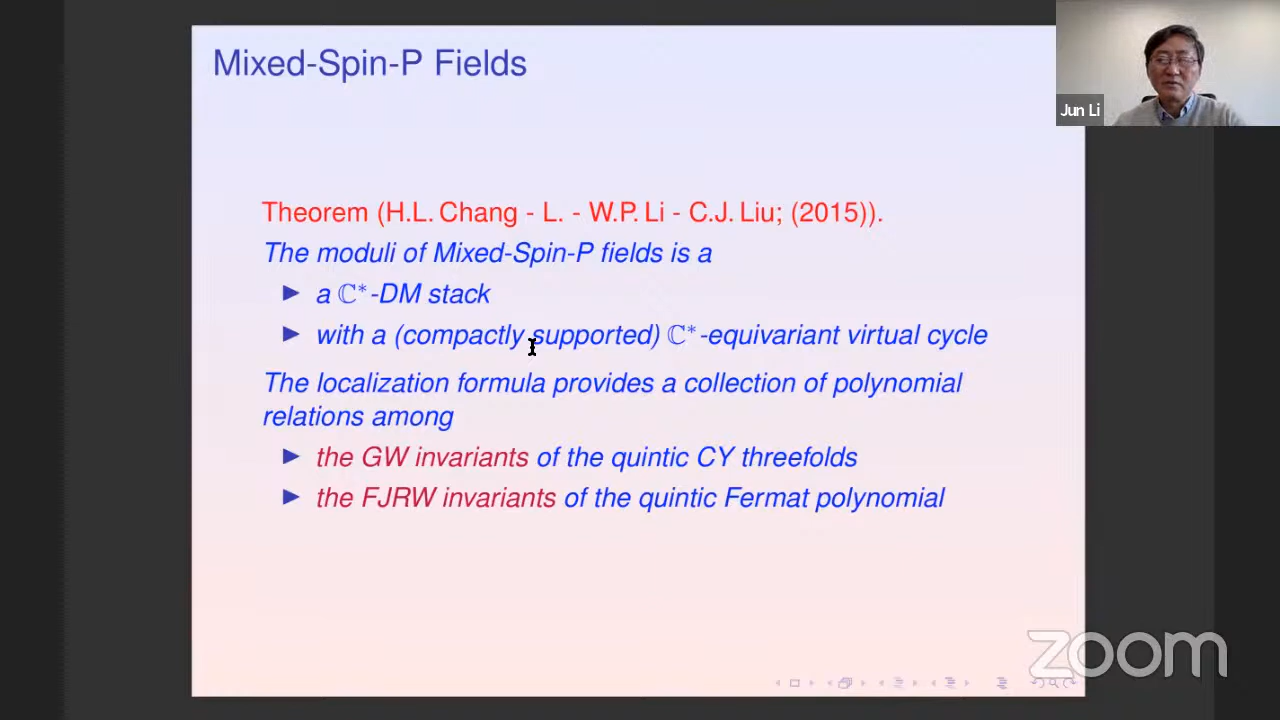 Mixed-Spin-P Fields
Jun Li
Theorem (H.L. Chang - L. - W.P. Li - C.J. Liu; (2015)).
The moduli of Mixed-Spin-P fields is a
▶ a ℂ*-DM stack
▶ with a (compactly supported) ℂ*-equivariant virtual cycle
The localization formula provides a collection of polynomial
relations among
▶ the GW invariants of the quintic CY threefolds
▶ the FJRW invariants of the quintic Fermat polynomial
zoom